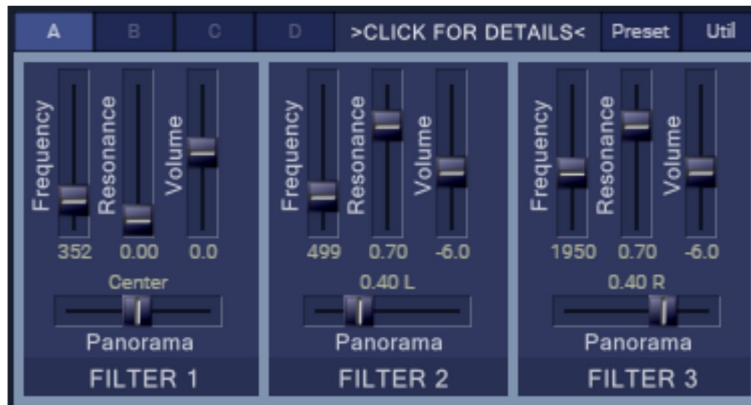 A B C D >CLICK FOR DETAILS< Preset Util
Frequency Resonance Volume
352 0.00 0.0
Center
Panorama
FILTER 1
Frequency Resonance Volume
499 0.70 -6.0
0.40 L
Panorama
FILTER 2
Frequency Resonance Volume
1950 0.70 -6.0
0.40 R
Panorama
FILTER 3